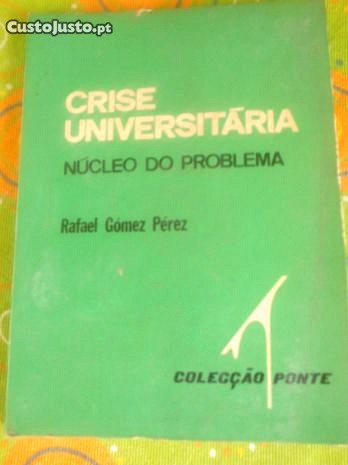 CustoJusto.pt
CRISE
UNIVERSITÁRIA
NÚCLEO DO PROBLEMA
Rafael Gómez Pérez
COLECÇÃO PONTE